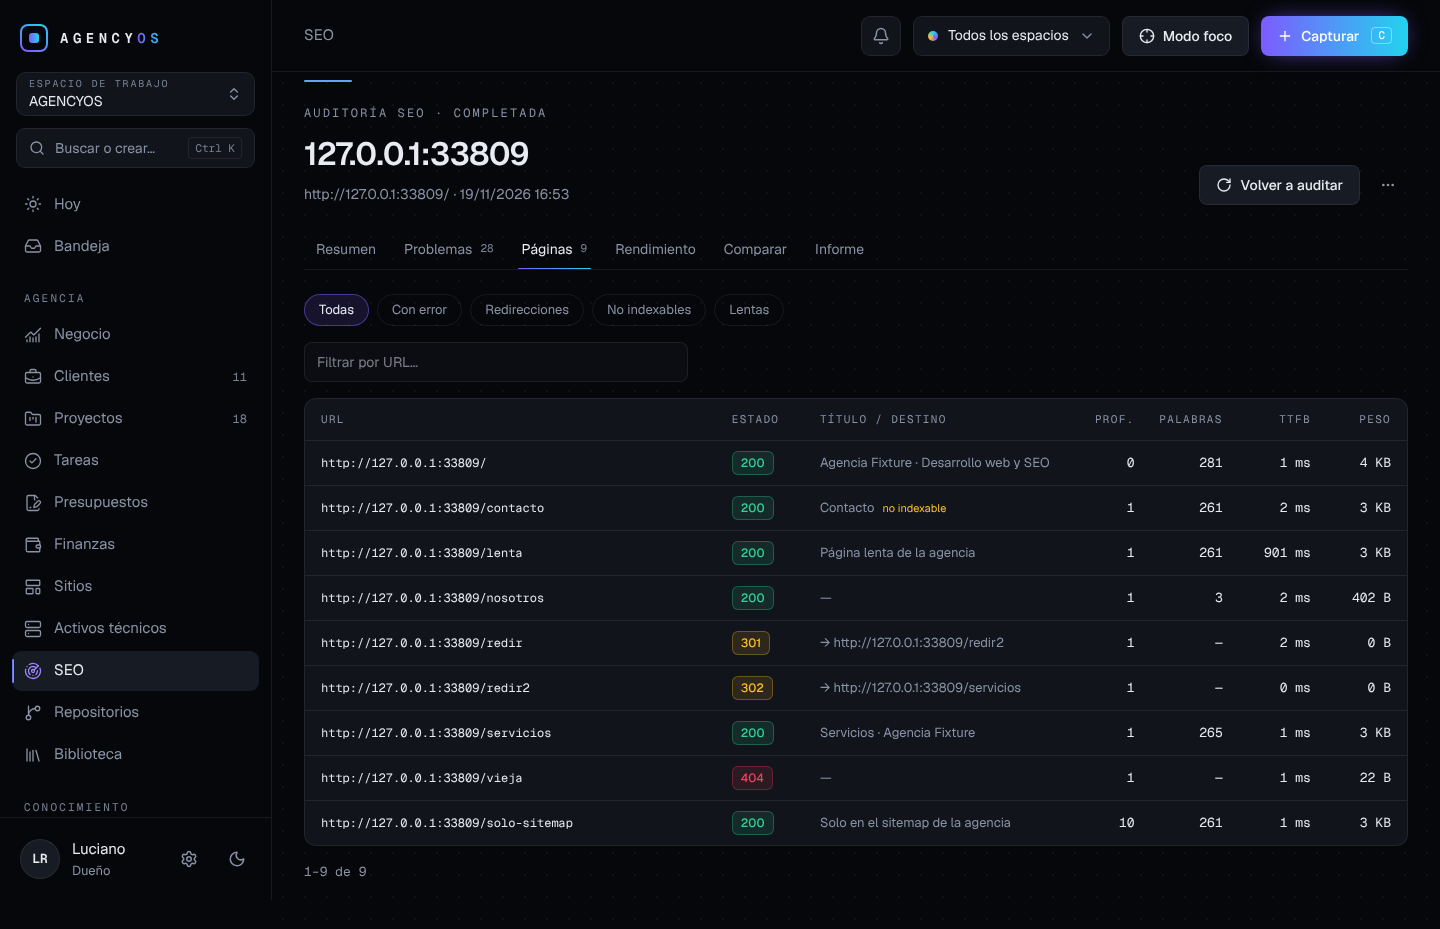 AGENCYOS
ESPACIO DE TRABAJO
AGENCYOS
Buscar o crear... Ctrl K
Hoy
Bandeja
AGENCIA
Negocio
Clientes 11
Proyectos 18
Tareas
Presupuestos
Finanzas
Sitios
Activos técnicos
SEO
Repositorios
Biblioteca
CONOCIMIENTO
LR
Luciano
Dueño
SEO
Todos los espacios
Modo foco
Capturar C
AUDITORÍA SEO · COMPLETADA
127.0.0.1:33809
http://127.0.0.1:33809/ · 19/11/2026 16:53
Volver a auditar
Resumen Problemas 28 Páginas 9 Rendimiento Comparar Informe
Todas Con error Redirecciones No indexables Lentas
Filtrar por URL...
URL ESTADO TÍTULO / DESTINO PROF. PALABRAS TTFB PESO
http://127.0.0.1:33809/ 200 Agencia Fixture · Desarrollo web y SEO 0 281 1 ms 4 KB
http://127.0.0.1:33809/contacto 200 Contacto no indexable 1 261 2 ms 3 KB
http://127.0.0.1:33809/lenta 200 Página lenta de la agencia 1 261 901 ms 3 KB
http://127.0.0.1:33809/nosotros 200 — 1 3 2 ms 402 B
http://127.0.0.1:33809/redir 301 → http://127.0.0.1:33809/redir2 1 — 2 ms 0 B
http://127.0.0.1:33809/redir2 302 → http://127.0.0.1:33809/servicios 1 — 0 ms 0 B
http://127.0.0.1:33809/servicios 200 Servicios · Agencia Fixture 1 265 1 ms 3 KB
http://127.0.0.1:33809/vieja 404 — 1 — 1 ms 22 B
http://127.0.0.1:33809/solo-sitemap 200 Solo en el sitemap de la agencia 10 261 1 ms 3 KB
1–9 de 9